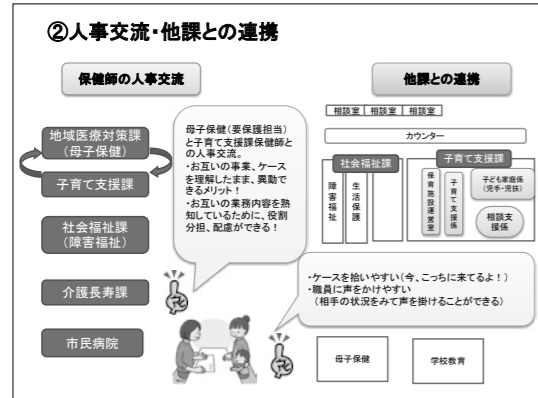 ②人事交流・他課との連携
保健師の人事交流
地域医療対策課
(母子保健)
子育て支援課
社会福祉課
(障害福祉)
介護長寿課
市民病院
母子保健(要保護担当)
と子育て支援課保健師と
の人事交流。
・お互いの事業、ケース
を理解したまま、異動で
きるメリット！
・お互いの業務内容を熟
知しているために、役割
分担、配慮ができる！
他課との連携
相談室 相談室 相談室
カウンター
社会福祉課
障害福祉
生活保護
子育て支援課
保育施設運営室
子育て支援係
子ども家庭係
(児手・児扶)
相談支
援係
・ケースを拾いやすい(今、こっちに来てるよ！)
・職員に声をかけやすい
(相手の状況をみて声を掛けることができる)
母子保健
学校教育